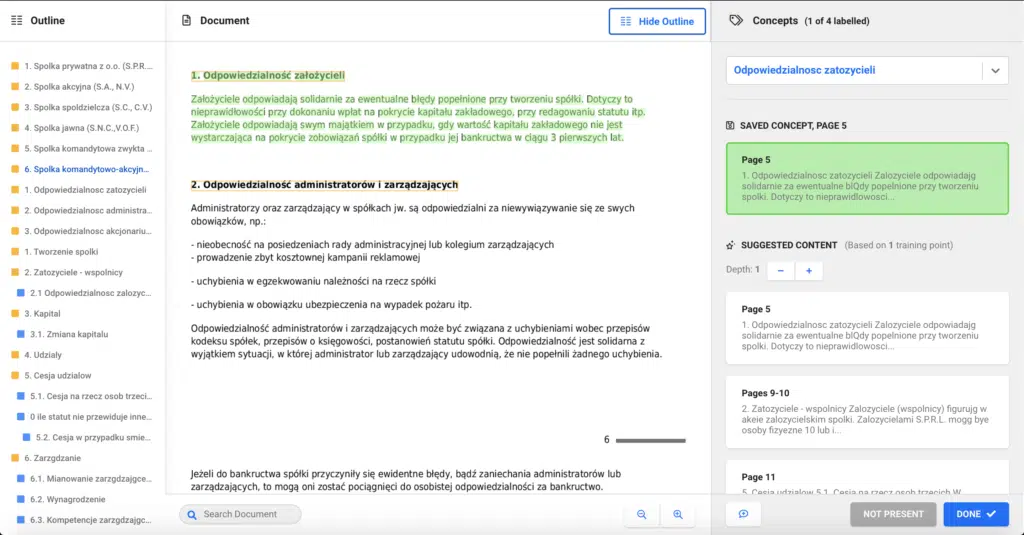 Outline
1. Spolka prywatna z o.o. (S.P.R....
2. Spolka akcyjna (S.A., N.V.)
3. Spolka spoldzielcza (S.C., C.V.)
4. Spolka jawna (S.N.C.,V.O.F.)
5. Spolka komandytowa zwykta ...
6. Spolka komandytowo-akcyjn...
1. Odpowiedzialnosc zatozycieli
2. Odpowiedzialnosc administra...
3. Odpowiedzialnosc akcjonariu...
1. Tworzenie spolki
2. Zatozyciele - wspolnicy
2.1 Odpowiedzialnosc zalozyc...
3. Kapital
3.1. Zmiana kapitalu
4. Udzialy
5. Cesja udzialow
5.1. Cesja na rzecz osob trzeci...
0 ile statut nie przewiduje inne...
5.2. Cesja w przypadku smie...
6. Zarzgdzanie
6.1. Mianowanie zarzgdzajgce...
6.2. Wynagrodzenie
6.3. Kompetencje zarzgdzajgc...
Document
Hide Outline
1. Odpowiedzialność założycieli
Założyciele odpowiadają solidarnie za ewentualne błędy popełnione przy tworzeniu spółki. Dotyczy to
nieprawidłowości przy dokonaniu wpłat na pokrycie kapitału zakładowego, przy redagowaniu statutu itp.
Założyciele odpowiadają swym majątkiem w przypadku, gdy wartość kapitału zakładowego nie jest
wystarczająca na pokrycie zobowiązań spółki w przypadku jej bankructwa w ciągu 3 pierwszych lat.
2. Odpowiedzialność administratorów i zarządzających
Administratorzy oraz zarządzający w spółkach jw. są odpowiedzialni za niewywiązywanie się ze swych
obowiązków, np.:
- nieobecność na posiedzeniach rady administracyjnej lub kolegium zarządzających
- prowadzenie zbyt kosztownej kampanii reklamowej
- uchybienia w egzekwowaniu należności na rzecz spółki
- uchybienia w obowiązku ubezpieczenia na wypadek pożaru itp.
Odpowiedzialność administratorów i zarządzających może być związana z uchybieniami wobec przepisów
kodeksu spółek, przepisów o księgowości, postanowień statutu spółki. Odpowiedzialność jest solidarna z
wyjątkiem sytuacji, w której administrator lub zarządzający udowodnią, że nie popełnili żadnego uchybienia.
6
Jeżeli do bankructwa spółki przyczyniły się ewidentne błędy, bądź zaniechania administratorów lub
zarządzających, to mogą oni zostać pociągnięci do osobistej odpowiedzialności za bankructwo.
Search Document
Concepts (1 of 4 labelled)
Odpowiedzialnosc zatozycieli
SAVED CONCEPT, PAGE 5
Page 5
1. Odpowiedzialnosc zatozycieli Zalozyciele odpowiadajg
solidarnie za ewentualne blQdy popelnione przy tworzeniu
spolki. Dotyczy to nieprawidlowosci...
SUGGESTED CONTENT (Based on 1 training point)
Depth: 1
Page 5
1. Odpowiedzialnosc zatozycieli Zalozyciele odpowiadajg
solidarnie za ewentualne blQdy popelnione przy tworzeniu
spolki. Dotyczy to nieprawidlowosci...
Pages 9-10
2. Zatozyciele - wspolnicy Zalozyciele (wspolnicy) figurujg w
akeie zalozycielskim spolki. Zalozycielami S.P.R.L. mogg bye
osoby fizyezne 10 lub i...
Page 11
5. Cesja udzialow 5.1. Cesja na rzecz osob trzecich W
NOT PRESENT
DONE